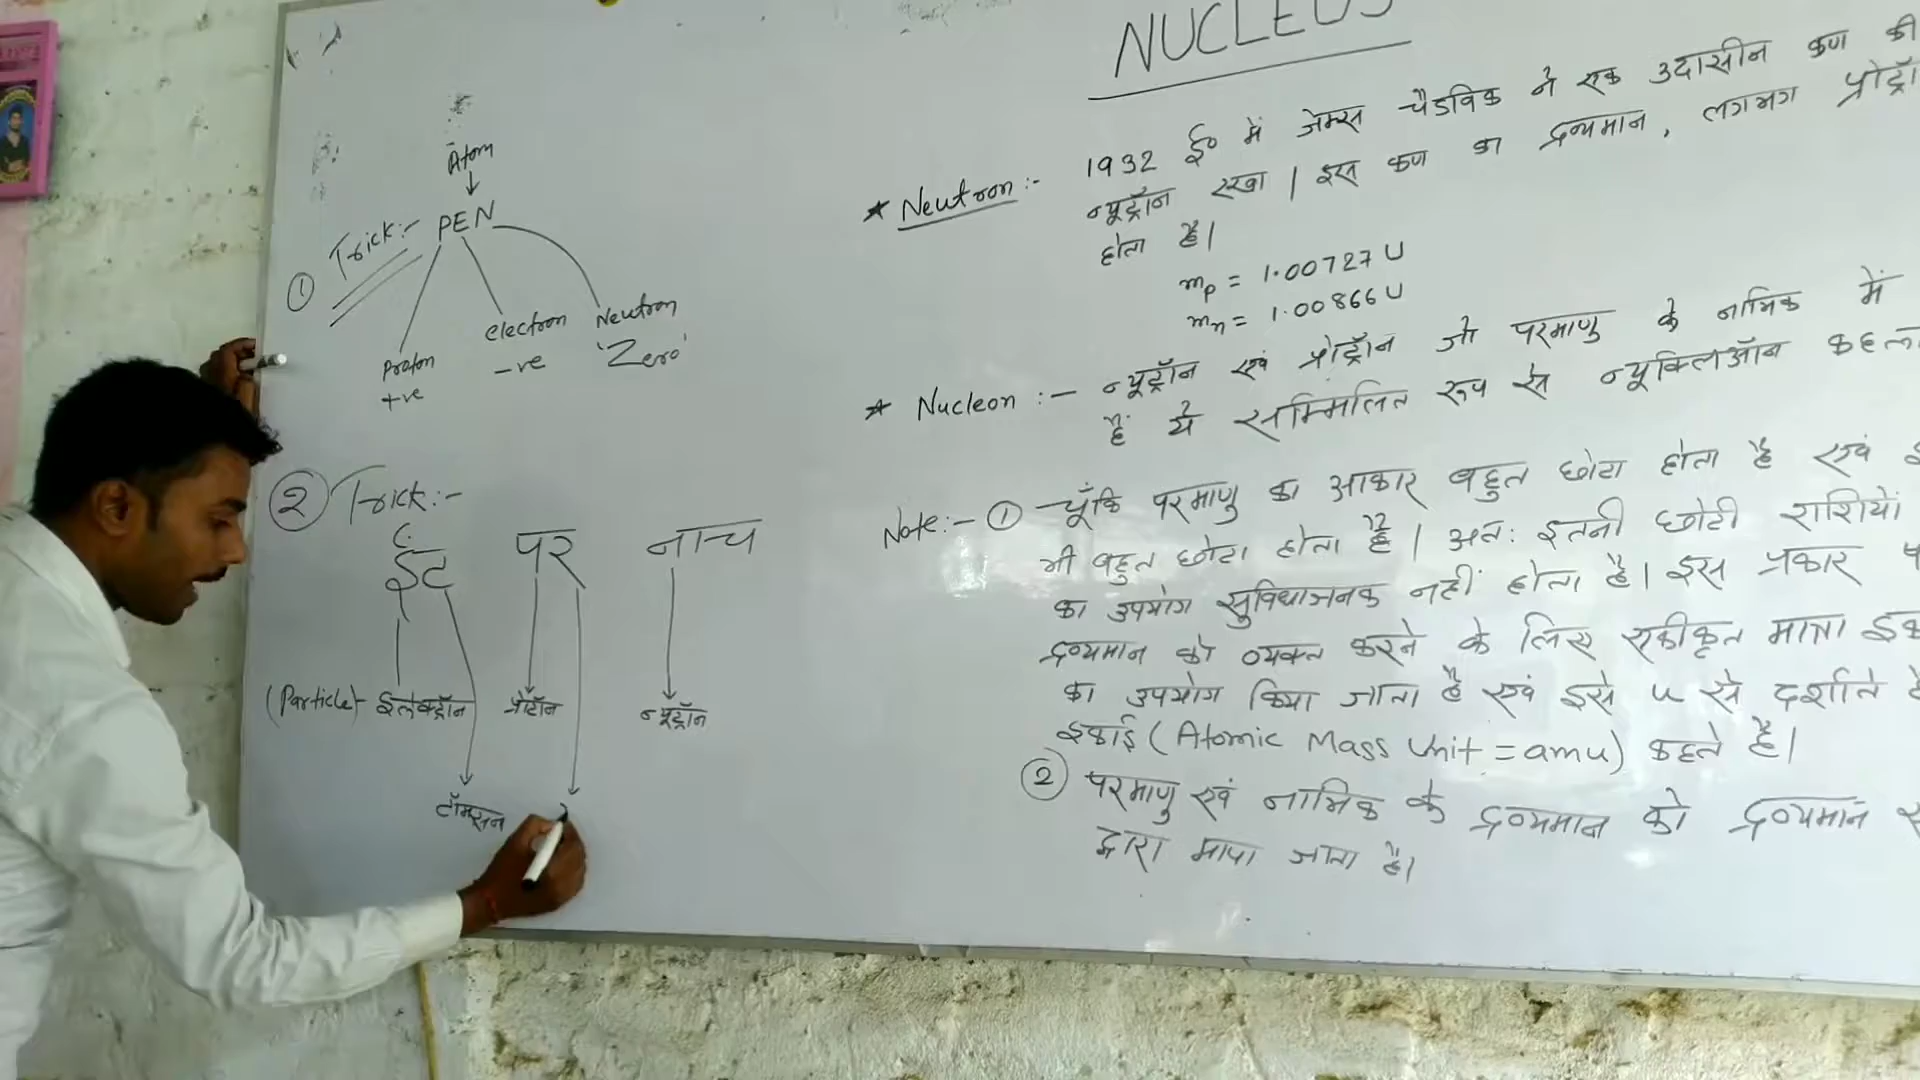 NUCLEUS
Atom
① Trick:- PEN
Proton
+ve
electron
-ve
Neutron
'Zero'
② Trick:-
ईंट पर नाच
(Particle)- इलेक्ट्रॉन प्रोटॉन न्यूट्रॉन
टॉमसन
* Neutron:- 1932 ई० में जेम्स चैडविक ने एक उदासीन कण की
न्यूट्रॉन रखा | इस कण का द्रव्यमान, लगभग
होता है|
mp = 1.00727 U
mn = 1.00866 U
* Nucleon :- न्यूट्रॉन एवं प्रोट्रॉन जो परमाणु के नाभिक में
हैं ये सम्मिलित रूप से न्यूक्लिऑन
Note:- ① चूँकि परमाणु का आकार बहुत छोटा होता है एवं
भी बहुत छोटा होता है | अतः इतनी छोटी राशियों
का उपयोग सुविधाजनक नहीं होता है| इस प्रकार
द्रव्यमान को व्यक्त करने के लिए एकीकृत मात्रा
का उपयोग किया जाता है एवं इसे u से दर्शाते
इकाई (Atomic Mass Unit = amu) कहते है|
② परमाणु एवं नाभिक के द्रव्यमान को द्रव्यमान
द्वारा मापा जाता है|